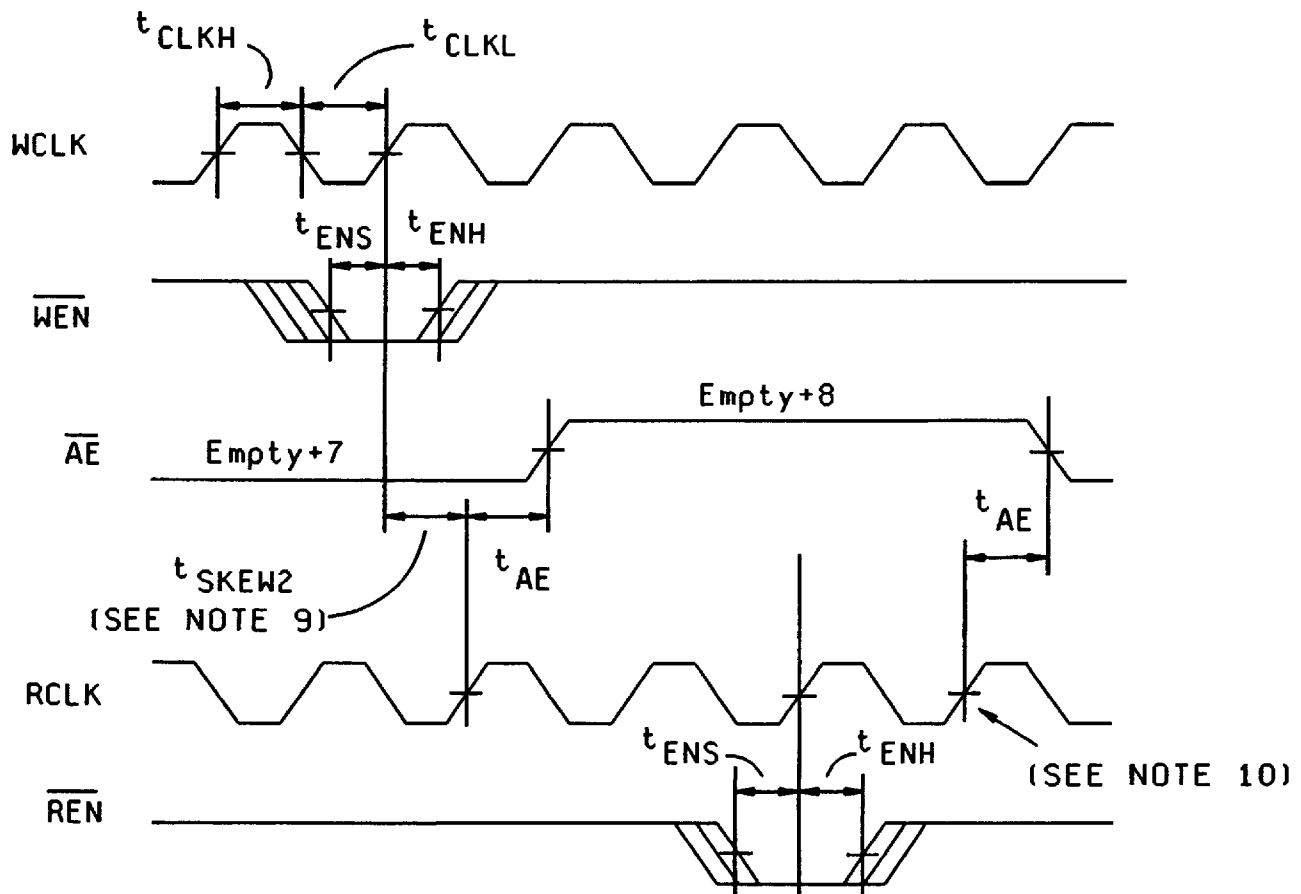 tCLKH
tCLKL
WCLK
tENS
tENH
WEN
Empty+8
AE
Empty+7
tAE
tSKEW2
tAE
(SEE NOTE 9)
RCLK
tENS
tENH
(SEE NOTE 10)
REN